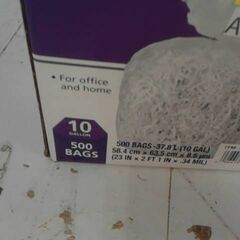 • For office
and home
10
GALLON
500
BAGS
500 BAGS -37.8 L (10 GAL)
58.4 cm × 63.5 cm × 8.6 µm
(23 IN × 2 FT 1 IN × .34 MIL)